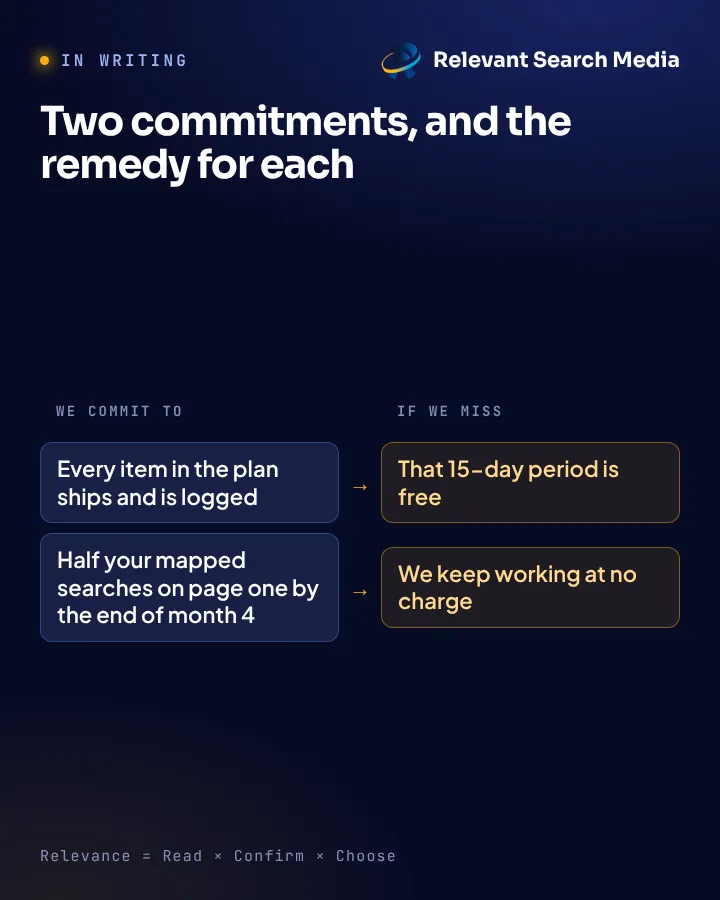 IN WRITING
Relevant Search Media
Two commitments, and the
remedy for each
WE COMMIT TO
IF WE MISS
Every item in the plan
ships and is logged
→
That 15-day period is
free
Half your mapped
searches on page one by
the end of month 4
→
We keep working at no
charge
Relevance = Read × Confirm × Choose